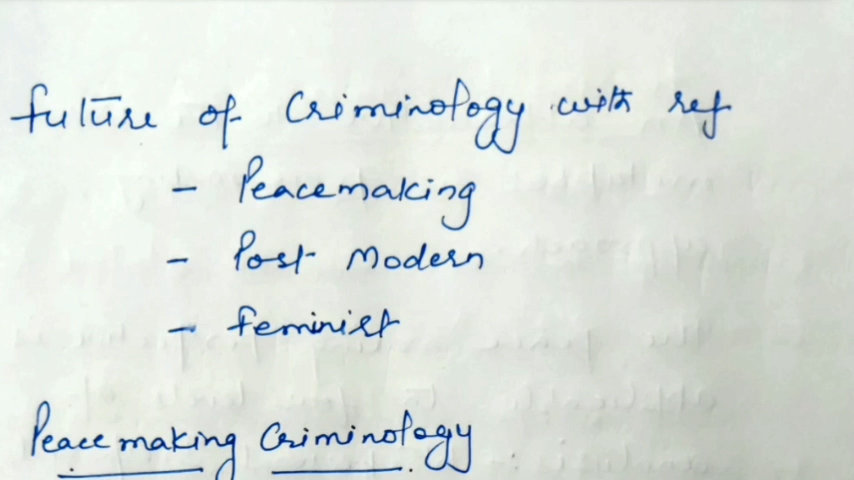 future of Criminology with ref
- Peacemaking
- Post Modern
- feminist
Peacemaking Criminology